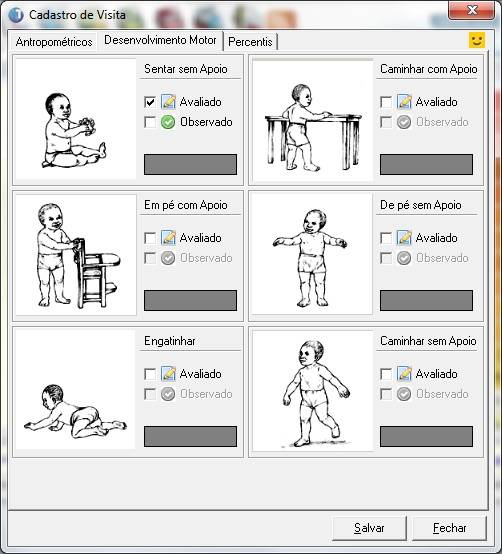 Cadastro de Visita
Antropométricos Desenvolvimento Motor Percentis
Sentar sem Apoio
Avaliado
Observado
Caminhar com Apoio
Avaliado
Observado
Em pé com Apoio
Avaliado
Observado
De pé sem Apoio
Avaliado
Observado
Engatinhar
Avaliado
Observado
Caminhar sem Apoio
Avaliado
Observado
Salvar Fechar